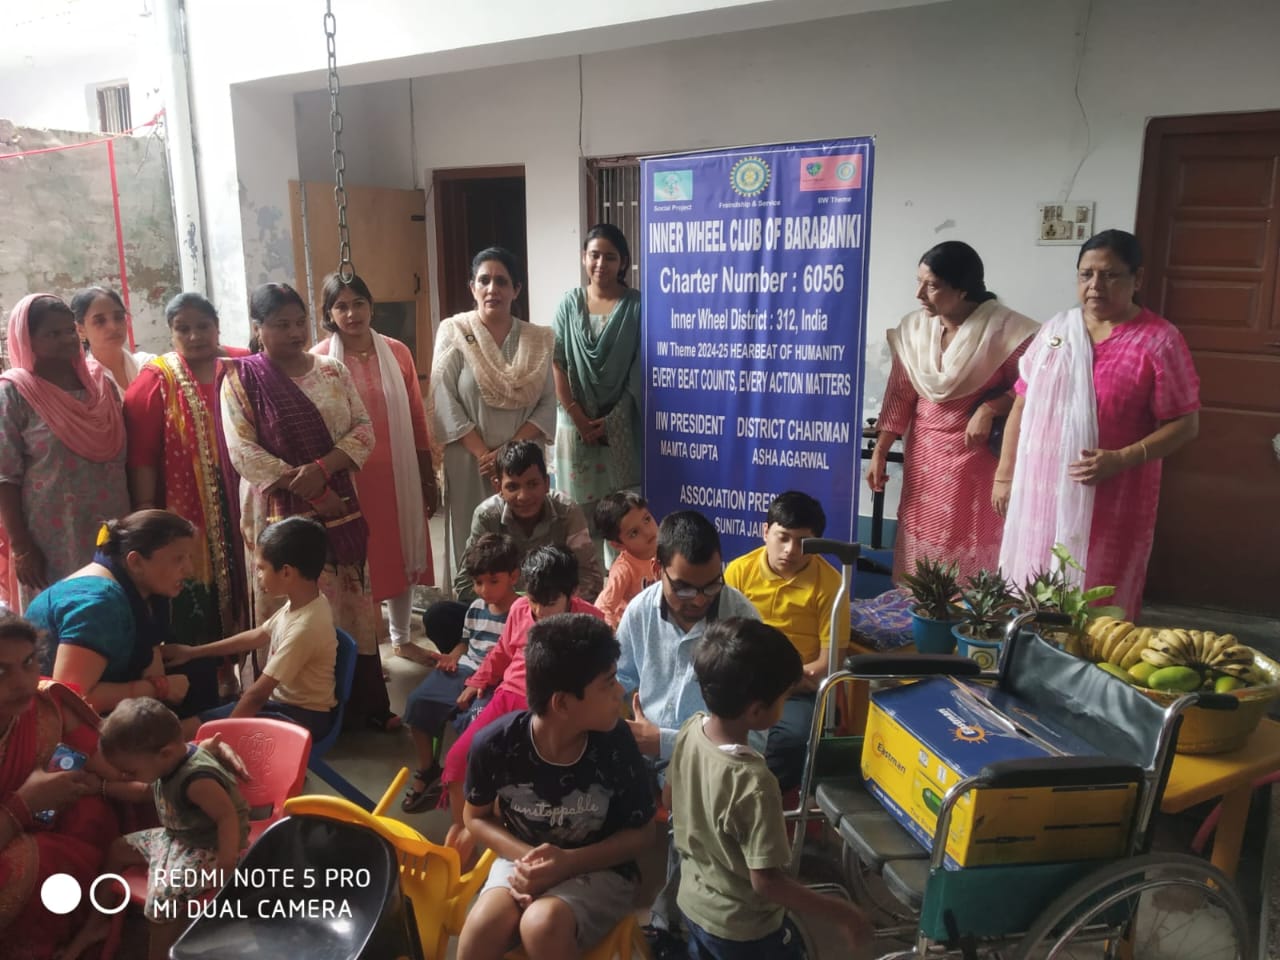 Social Project
Friendship & Service
IIW Theme
INNER WHEEL CLUB OF BARABANKI
Charter Number : 6056
Inner Wheel District : 312, India
IIW Theme 2024-25 HEARBEAT OF HUMANITY
EVERY BEAT COUNTS, EVERY ACTION MATTERS
IIW PRESIDENT DISTRICT CHAIRMAN
MAMTA GUPTA ASHA AGARWAL
ASSOCIATION
SUNITA
unstoppable
Eastman
REDMI NOTE 5 PRO
MI DUAL CAMERA